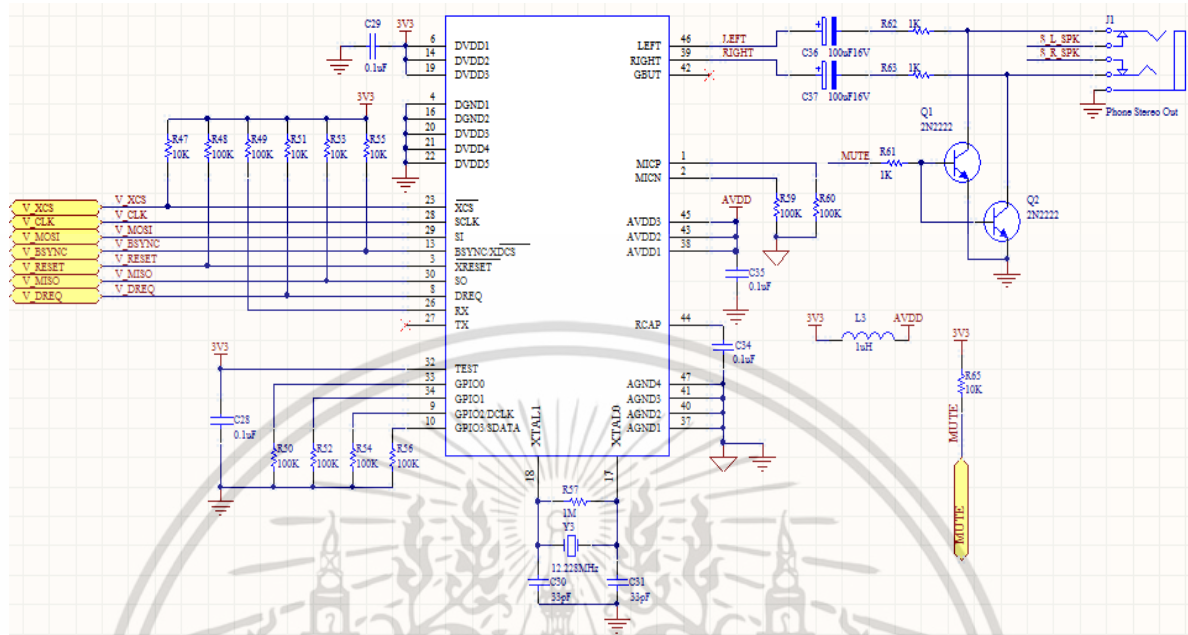 C29
3V3
0.1uF
6 DVDD1
14 DVDD2
19 DVDD3
4 DGND1
16 DGND2
20 DVDD3
21 DVDD4
22 DVDD5
3V3
R47 10K
R48 100K
R49 100K
R51 10K
R53 10K
R55 10K
V_XCS V_XCS 23 XCS
V_CLK V_CLK 28 SCLK
V_MOSI V_MOSI 29 SI
V_BSYNC V_BSYNC 13 BSYNC/XDCS
V_RESET V_RESET 3 XRESET
V_MISO V_MISO 30 SO
V_DREQ V_DREQ 8 DREQ
26 RX
27 TX
3V3
32 TEST
33 GPIO0
34 GPIO1
9 GPIO2/DCLK
10 GPIO3/SDATA
C28
0.1uF
R50 100K
R52 100K
R54 100K
R56 100K
XTAL1 18
XTAL0 17
R57
1M
Y3
12.228MHz
C30
33pF
C31
33pF
LEFT 46 LEFT
RIGHT 39 RIGHT
GBUT 42
C36 100uF16V
C37 100uF16V
R62 1K
R63 1K
J1
S_L_SPK
S_R_SPK
Phone Stereo Out
Q1
2N2222
MUTE R61
1K
Q2
2N2222
MICP 1
MICN 2
R59
100K
R60
100K
AVDD
AVDD3 45
AVDD2 43
AVDD1 38
C35
0.1uF
RCAP 44
C34
0.1uF
AGND4 47
AGND3 41
AGND2 40
AGND1 37
3V3 L3 AVDD
1uH
3V3
R65
10K
MUTE
MUTE